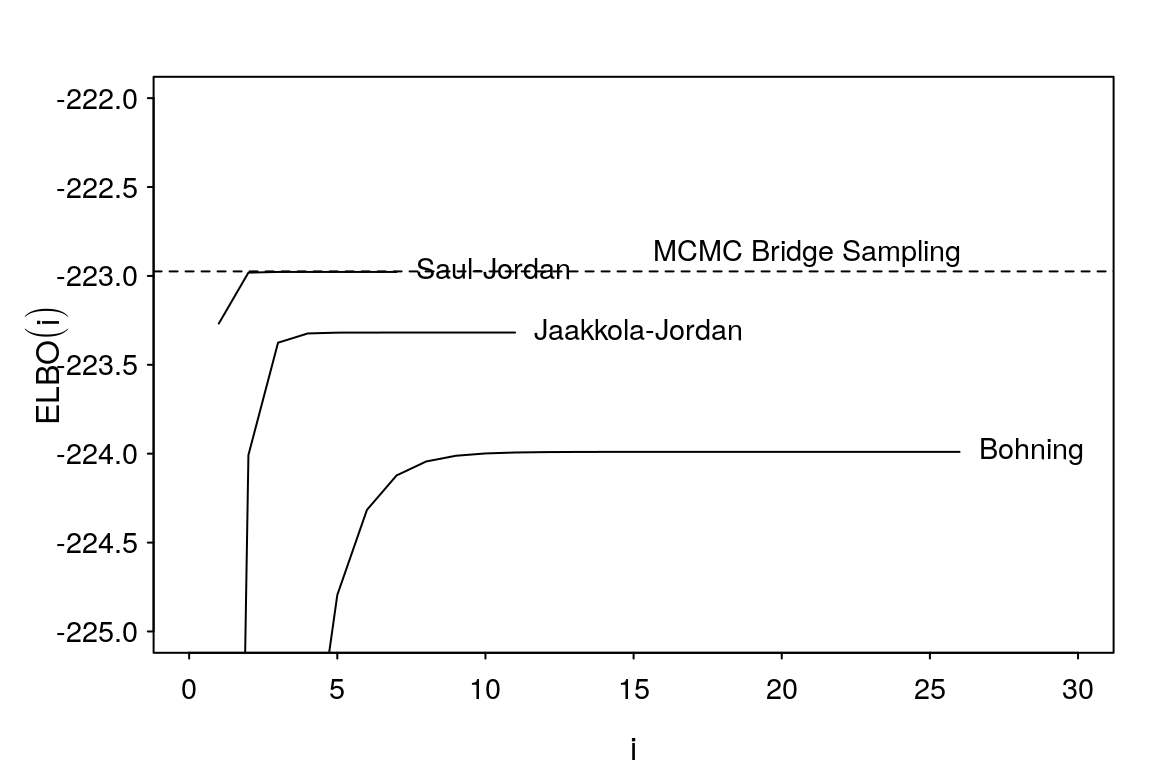 -222.0
-222.5
MCMC Bridge Sampling
Saul-Jordan
-223.0
Jaakkola-Jordan
ELBO(i)
-223.5
-224.0
Bohning
-224.5
-225.0
0 5 10 15 20 25 30
i